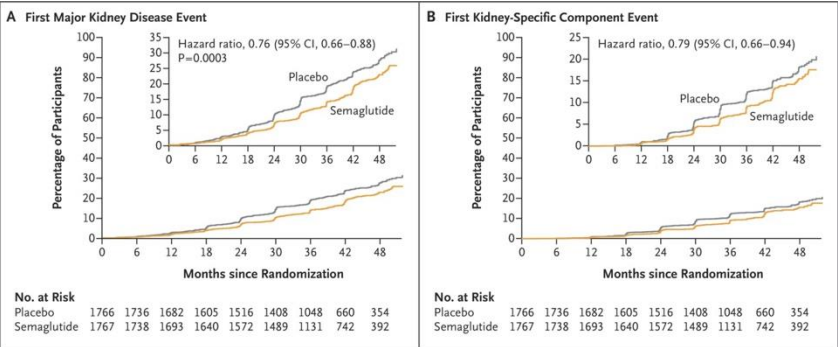 A First Major Kidney Disease Event
Percentage of Participants
100
90
80
70
60
50
40
30
20
10
0
35
30
25
20
15
10
5
0
Hazard ratio, 0.76 (95% CI, 0.66–0.88)
P=0.0003
Placebo
Semaglutide
0 6 12 18 24 30 36 42 48
0 6 12 18 24 30 36 42 48
Months since Randomization
No. at Risk
Placebo 1766 1736 1682 1605 1516 1408 1048 660 354
Semaglutide 1767 1738 1693 1640 1572 1489 1131 742 392
B First Kidney-Specific Component Event
Percentage of Participants
100
90
80
70
60
50
40
30
20
10
0
25
20
15
10
5
0
Hazard ratio, 0.79 (95% CI, 0.66–0.94)
Placebo
Semaglutide
0 6 12 18 24 30 36 42 48
0 6 12 18 24 30 36 42 48
Months since Randomization
No. at Risk
Placebo 1766 1736 1682 1605 1516 1408 1048 660 354
Semaglutide 1767 1738 1693 1640 1572 1489 1131 742 392